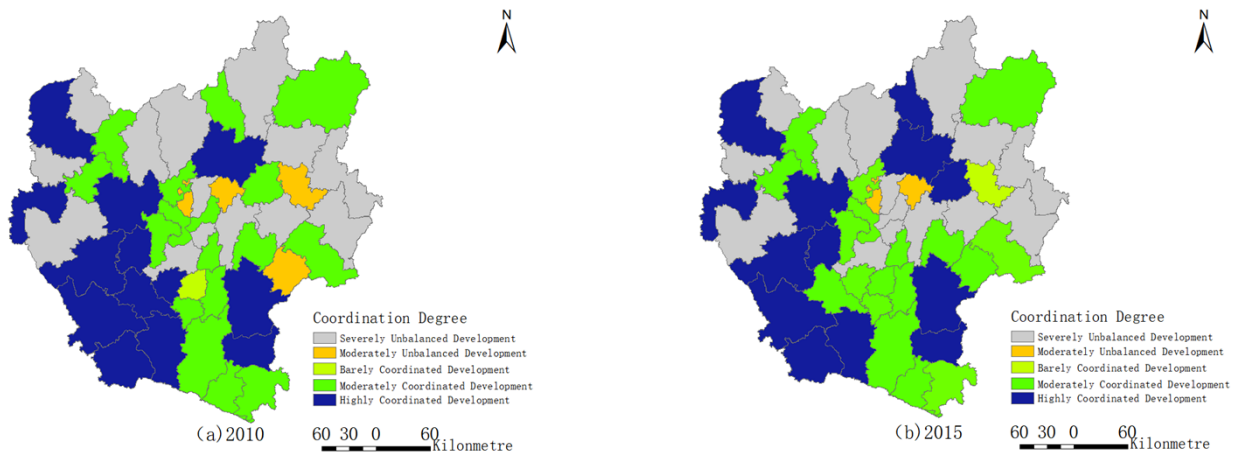 N
Coordination Degree
Severely Unbalanced Development
Moderately Unbalanced Development
Barely Coordinated Development
Moderately Coordinated Development
Highly Coordinated Development
(a)2010
60 30 0 60
Kilonmetre
N
Coordination Degree
Severely Unbalanced Development
Moderately Unbalanced Development
Barely Coordinated Development
Moderately Coordinated Development
Highly Coordinated Development
(b)2015
60 30 0 60
Kilonmetre